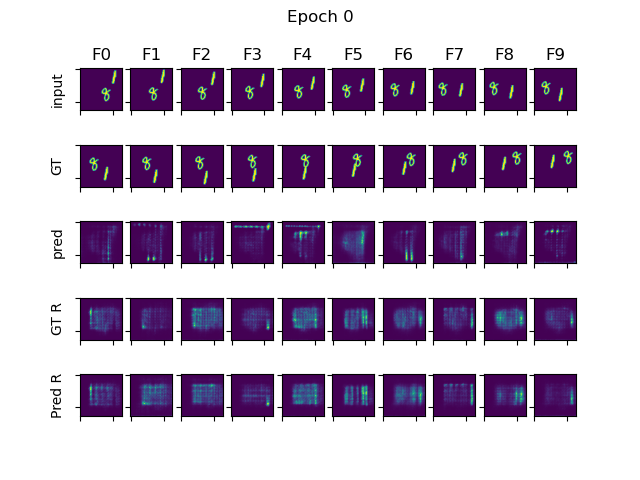 Epoch 0
F0 F1 F2 F3 F4 F5 F6 F7 F8 F9
input
GT
pred
GT R
Pred R